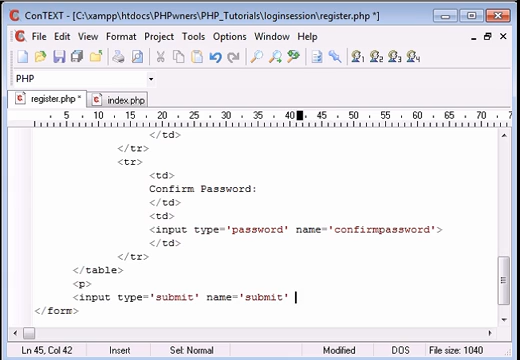 ConTEXT - [C:\xampp\htdocs\PHPwners\PHP_Tutorials\loginsession\register.php *]
File Edit View Format Project Tools Options Window Help
PHP
register.php * index.php
5 10 15 20 25 30 35 40 45 50 55 60 65 70 75
</td>
</tr>
<tr>
<td>
Confirm Password:
</td>
<td>
<input type='password' name='confirmpassword'>
</td>
</tr>
</table>
<p>
<input type='submit' name='submit'
</form>
Ln 45, Col 42 Insert Sel: Normal Modified DOS File size: 1040